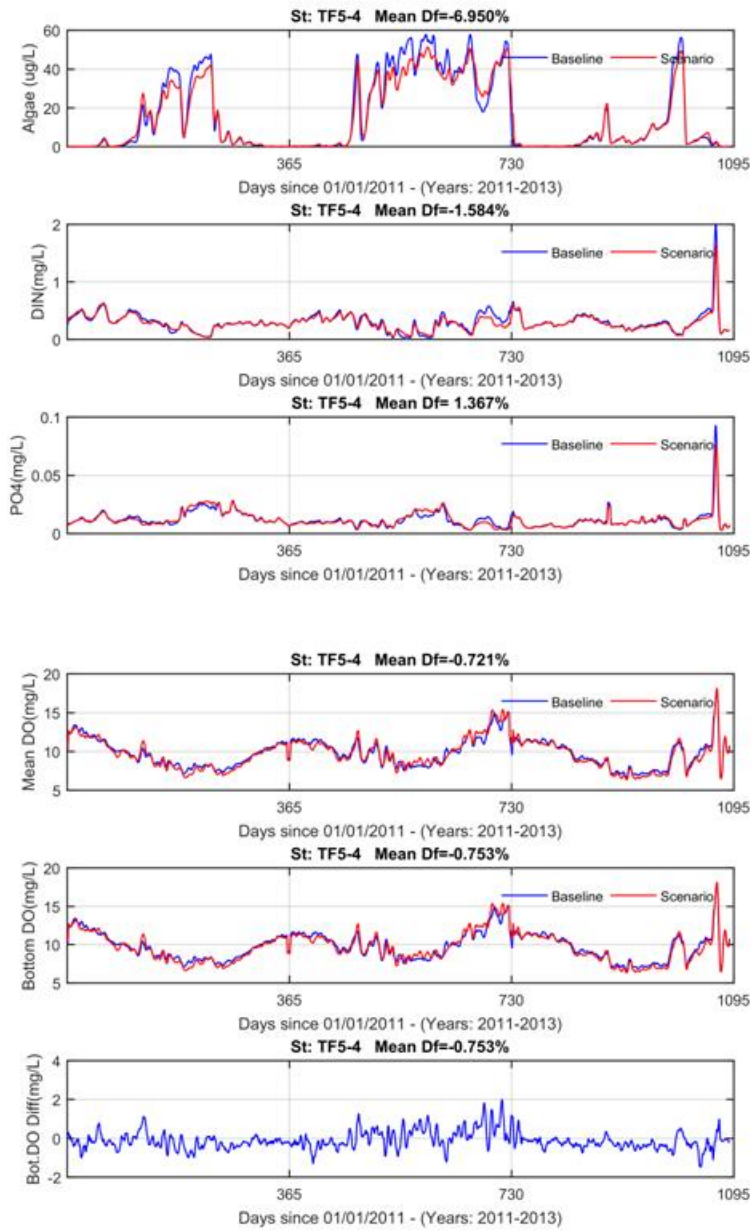 St: TF5-4 Mean Df=-6.950%
60
40
20
0
Algae (ug/L)
Baseline Scenario
365 730 1095
Days since 01/01/2011 - (Years: 2011-2013)
St: TF5-4 Mean Df=-1.584%
2
1
0
DIN(mg/L)
Baseline Scenario
365 730 1095
Days since 01/01/2011 - (Years: 2011-2013)
St: TF5-4 Mean Df= 1.367%
0.1
0.05
0
PO4(mg/L)
Baseline Scenario
365 730 1095
Days since 01/01/2011 - (Years: 2011-2013)
St: TF5-4 Mean Df=-0.721%
20
15
10
5
Mean DO(mg/L)
Baseline Scenario
365 730 1095
Days since 01/01/2011 - (Years: 2011-2013)
St: TF5-4 Mean Df=-0.753%
20
15
10
5
Bottom DO(mg/L)
Baseline Scenario
365 730 1095
Days since 01/01/2011 - (Years: 2011-2013)
St: TF5-4 Mean Df=-0.753%
4
2
0
-2
Bot.DO Diff(mg/L)
365 730 1095
Days since 01/01/2011 - (Years: 2011-2013)